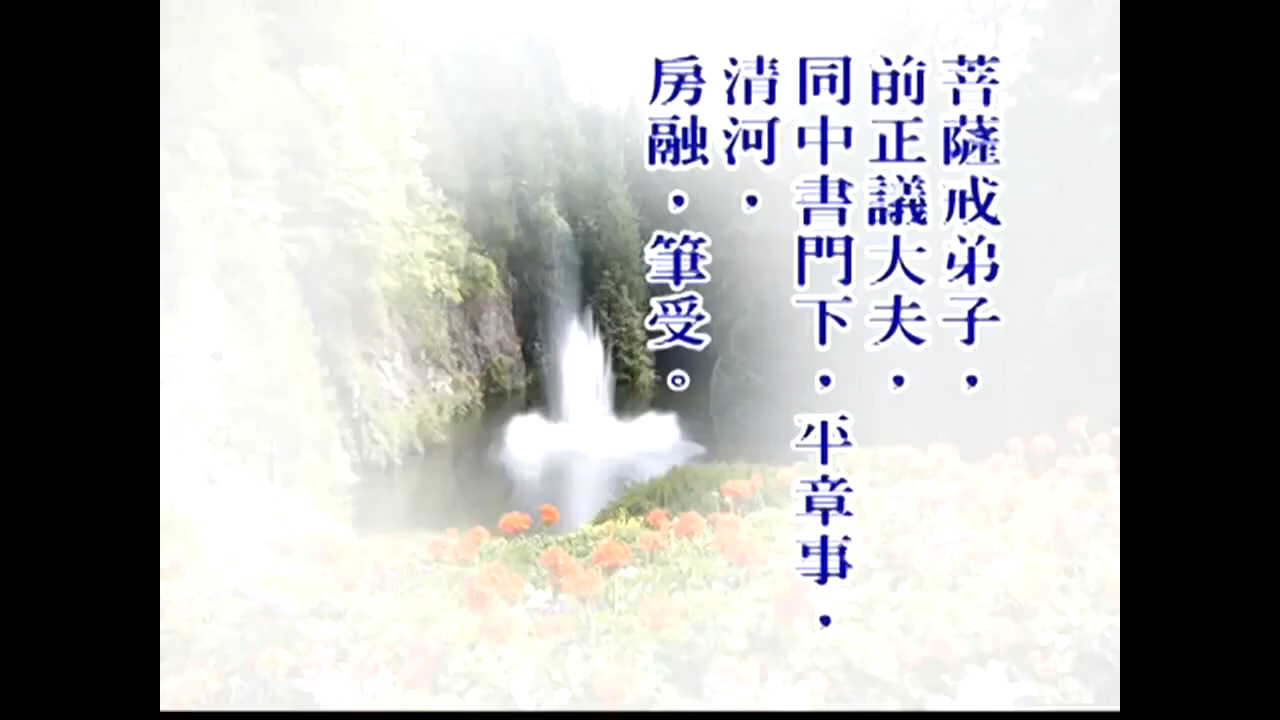 菩薩戒弟子，
前正議大夫，
同中書門下，平章事，
清河，
房融，筆受。